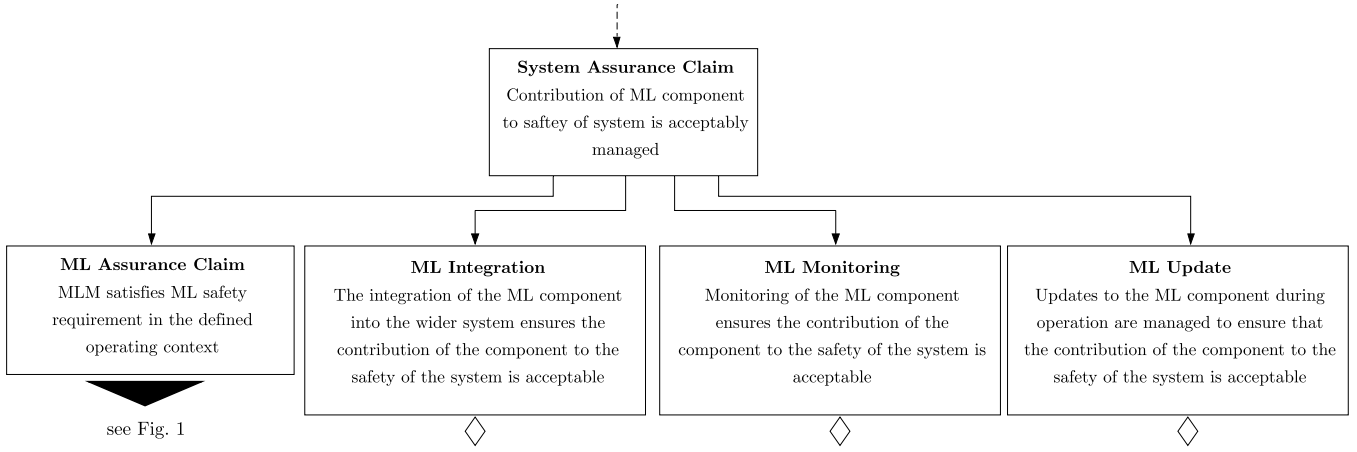 System Assurance Claim
Contribution of ML component
to saftey of system is acceptably
managed
ML Assurance Claim
MLM satisfies ML safety
requirement in the defined
operating context
see Fig. 1
ML Integration
The integration of the ML component
into the wider system ensures the
contribution of the component to the
safety of the system is acceptable
ML Monitoring
Monitoring of the ML component
ensures the contribution of the
component to the safety of the system is
acceptable
ML Update
Updates to the ML component during
operation are managed to ensure that
the contribution of the component to the
safety of the system is acceptable